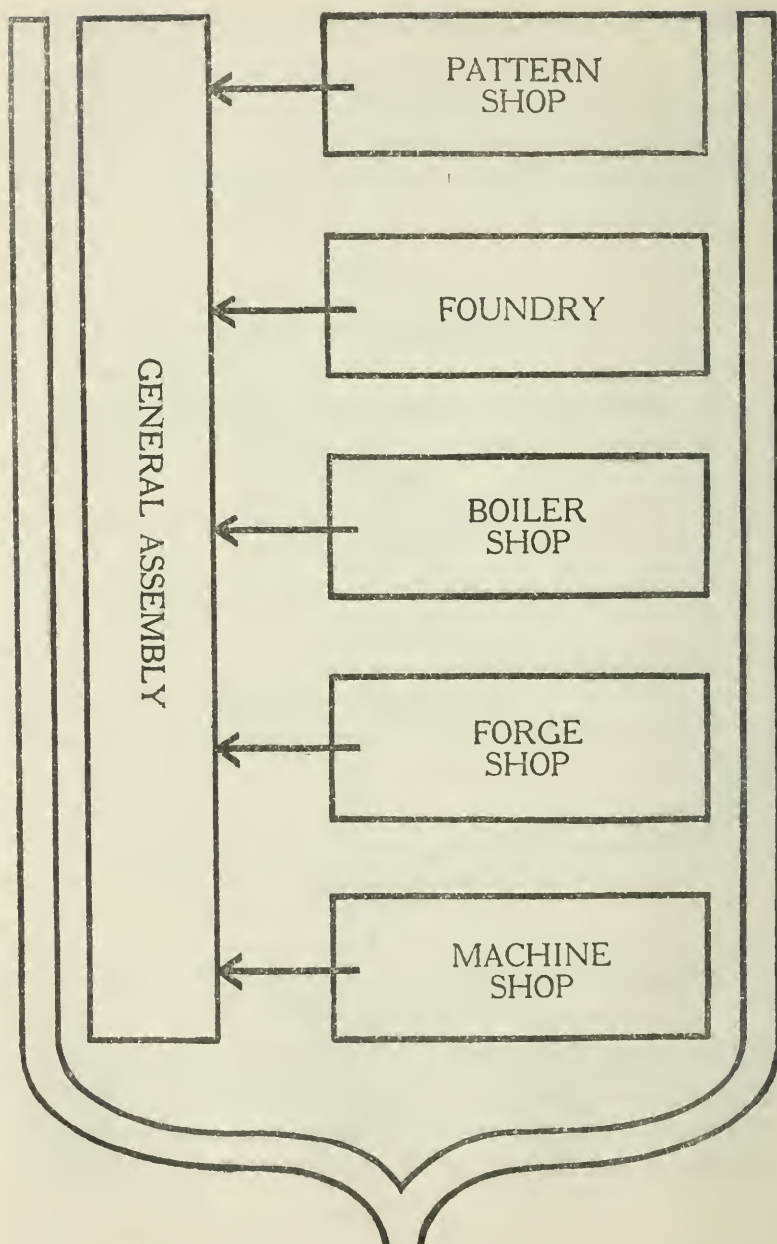 PATTERN
SHOP
FOUNDRY
BOILER
SHOP
FORGE
SHOP
MACHINE
SHOP
GENERAL ASSEMBLY